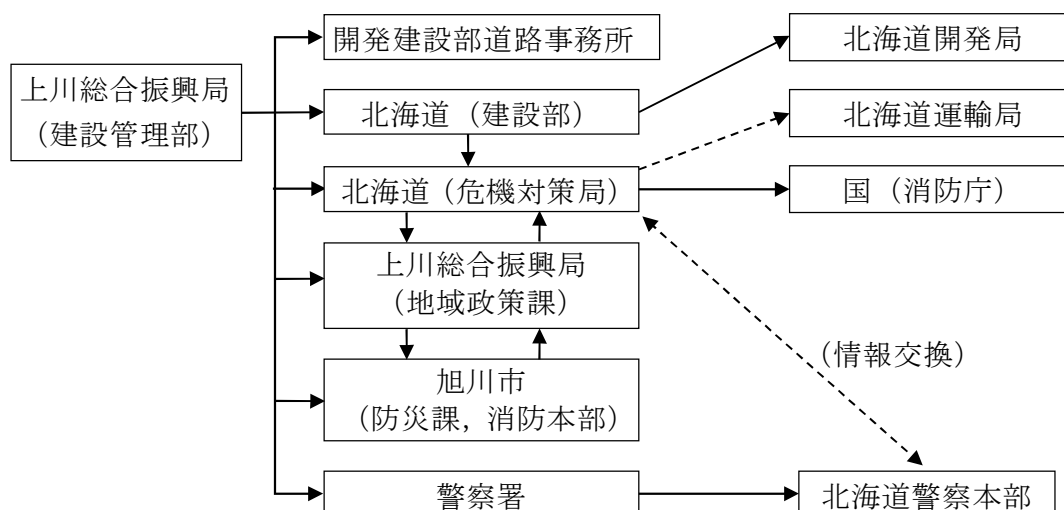 上川総合振興局
（建設管理部）
開発建設部道路事務所
北海道（建設部）
北海道（危機対策局）
上川総合振興局
（地域政策課）
旭川市
（防災課，消防本部）
警察署
北海道開発局
北海道運輸局
国（消防庁）
（情報交換）
北海道警察本部